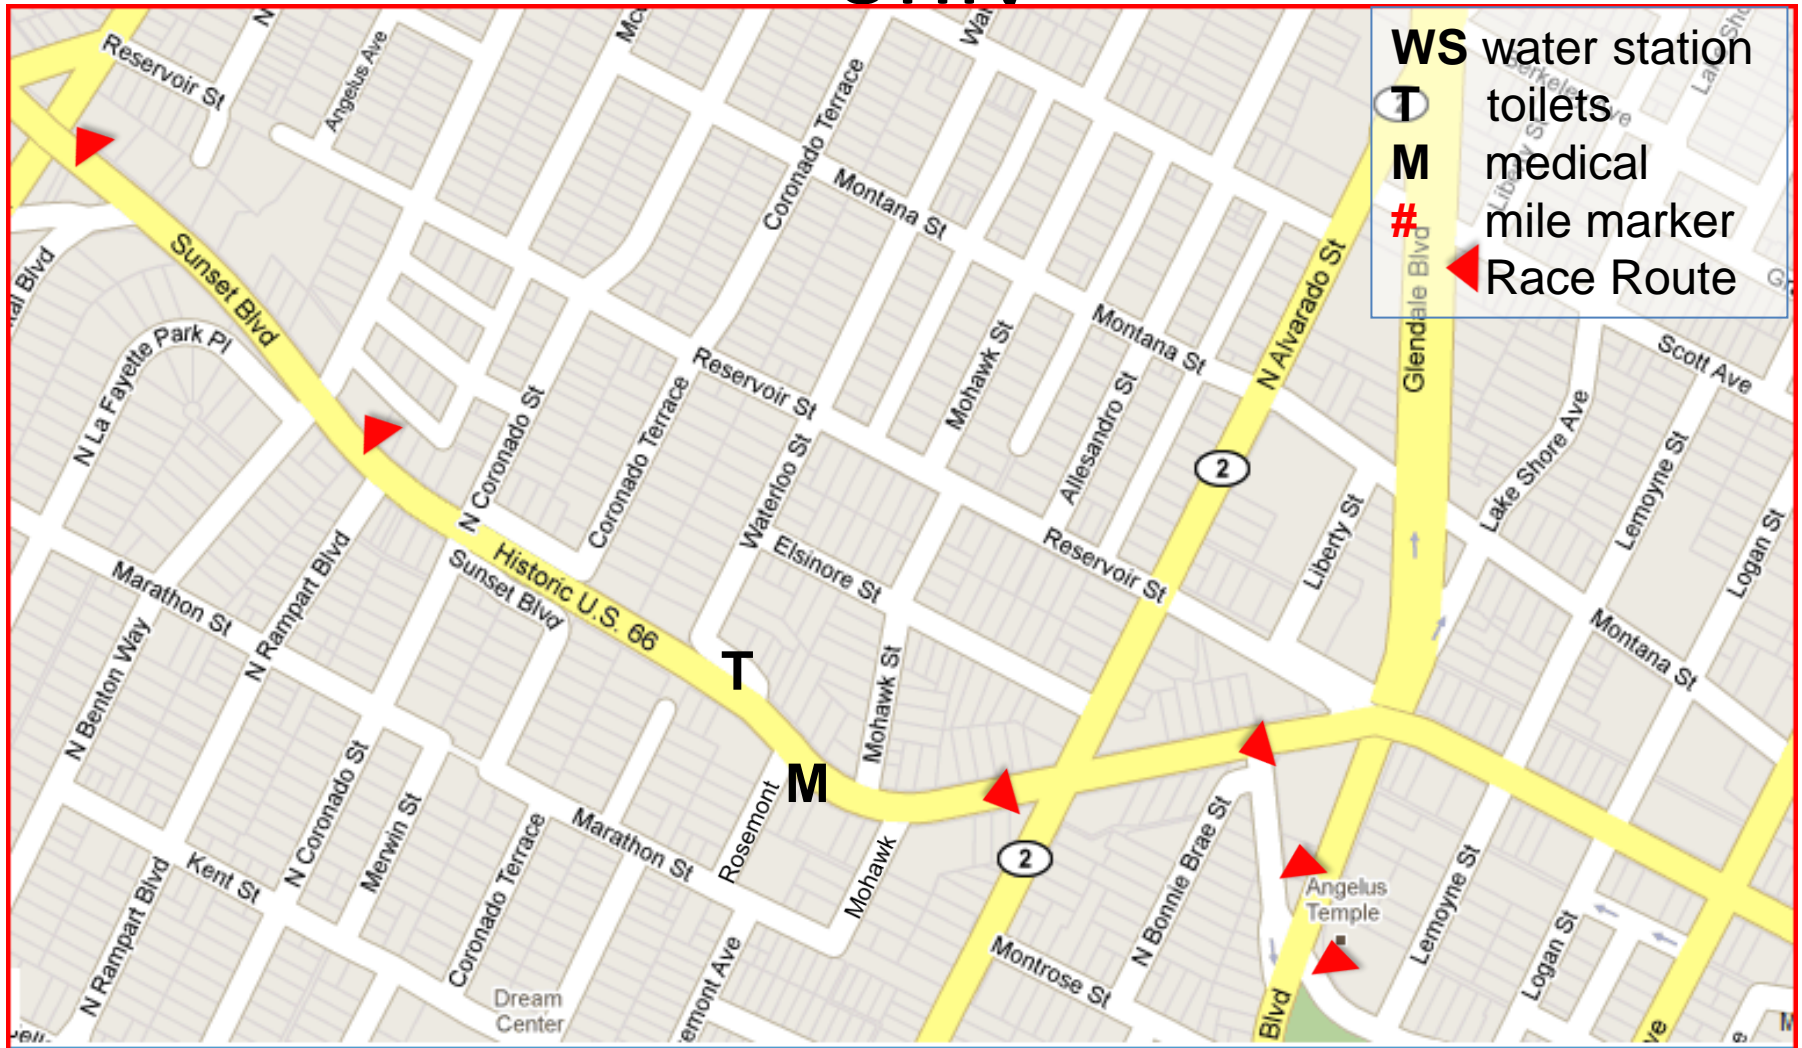 WS water station
T toilets
M medical
# mile marker
Race Route
Reservoir St
Angelus Ave
Coronado Terrace
Montana St
Berkeley Ave
Liberty St
2
Sunset Blvd
N La Fayette Park Pl
Reservoir St
Mohawk St
Montana St
N Alvarado St
Glendale Blvd
Scott Ave
Lake Shore Ave
Lemoyne St
Logan St
N Coronado St
Coronado Terrace
Waterloo St
Allesandro St
2
Elsinore St
Reservoir St
Liberty St
Historic U.S. 66
Sunset Blvd
Marathon St
N Rampart Blvd
N Benton Way
T
Mohawk St
Montana St
M
N Coronado St
Merwin St
Kent St
N Rampart Blvd
Coronado Terrace
Marathon St
Rosemont
Mohawk
2
N Bonnie Brae St
Angelus
Temple
Lemoyne St
Logan St
Montrose St
Dream
Center
Blvd